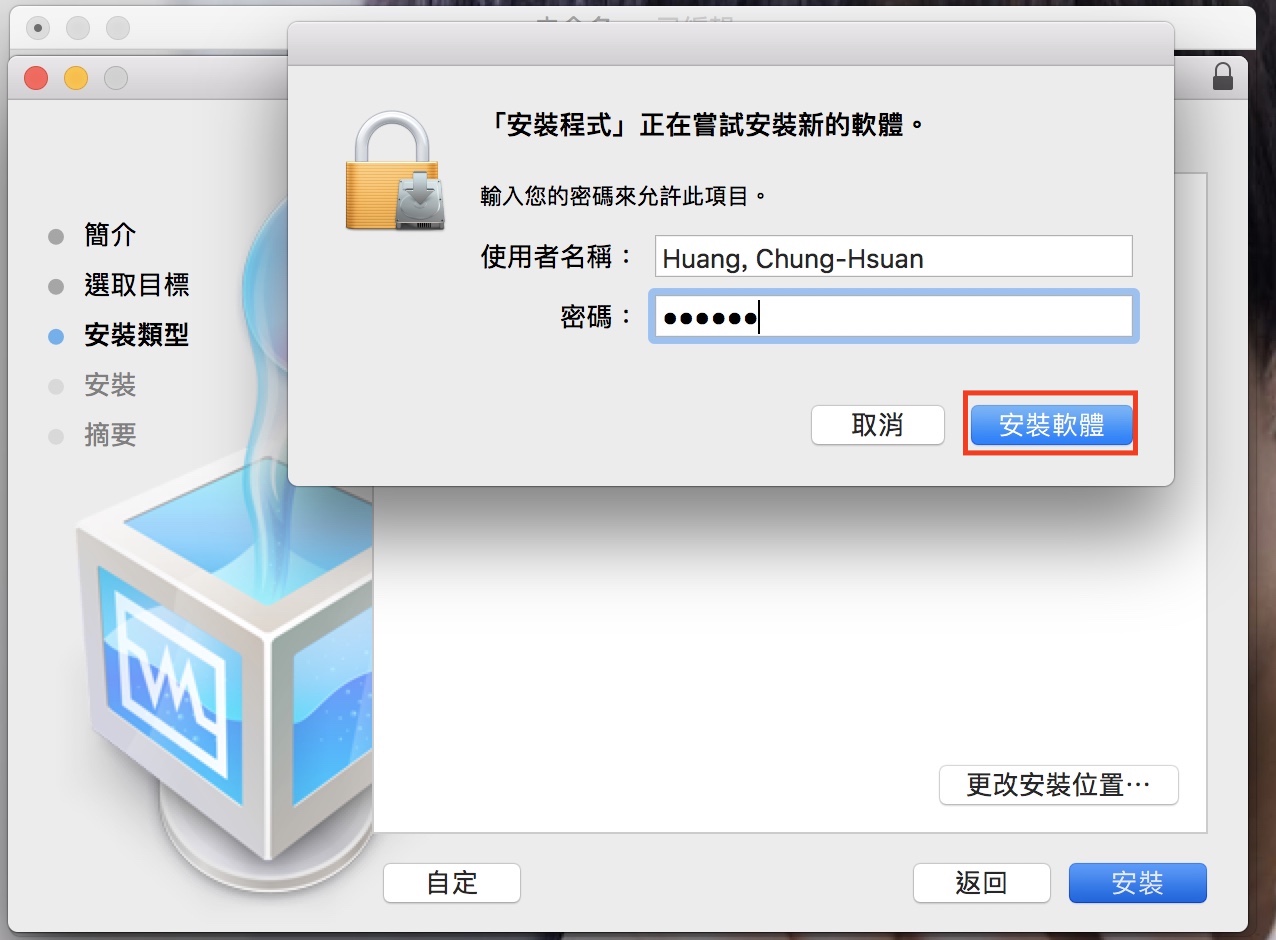 「安裝程式」正在嘗試安裝新的軟體。
輸入您的密碼來允許此項目。
使用者名稱： Huang, Chung-Hsuan
密碼： ••••••
取消 安裝軟體
簡介
選取目標
安裝類型
安裝
摘要
更改安裝位置⋯
自定 返回 安裝